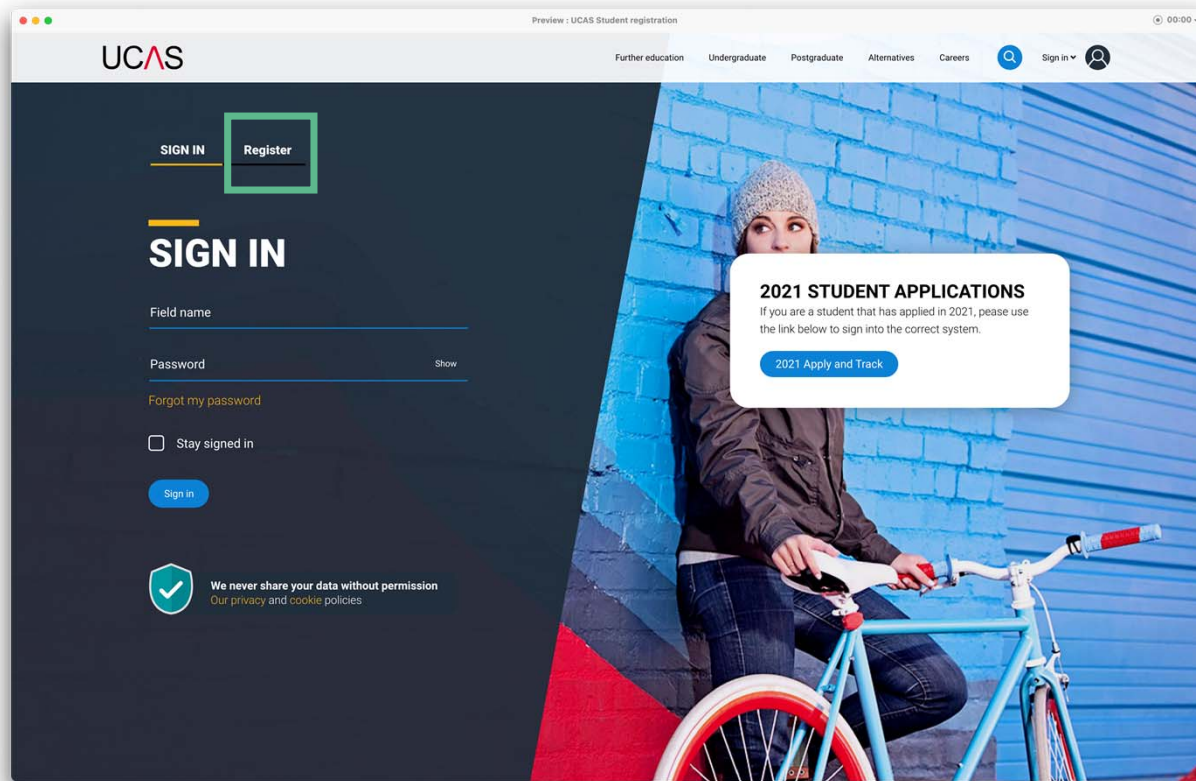 Preview : UCAS Student registration
00:00
UCAS
Further education Undergraduate Postgraduate Alternatives Careers Sign in
SIGN IN Register
SIGN IN
Field name
Password Show
Forgot my password
Stay signed in
Sign in
We never share your data without permission
Our privacy and cookie policies
2021 STUDENT APPLICATIONS
If you are a student that has applied in 2021, pease use
the link below to sign into the correct system.
2021 Apply and Track